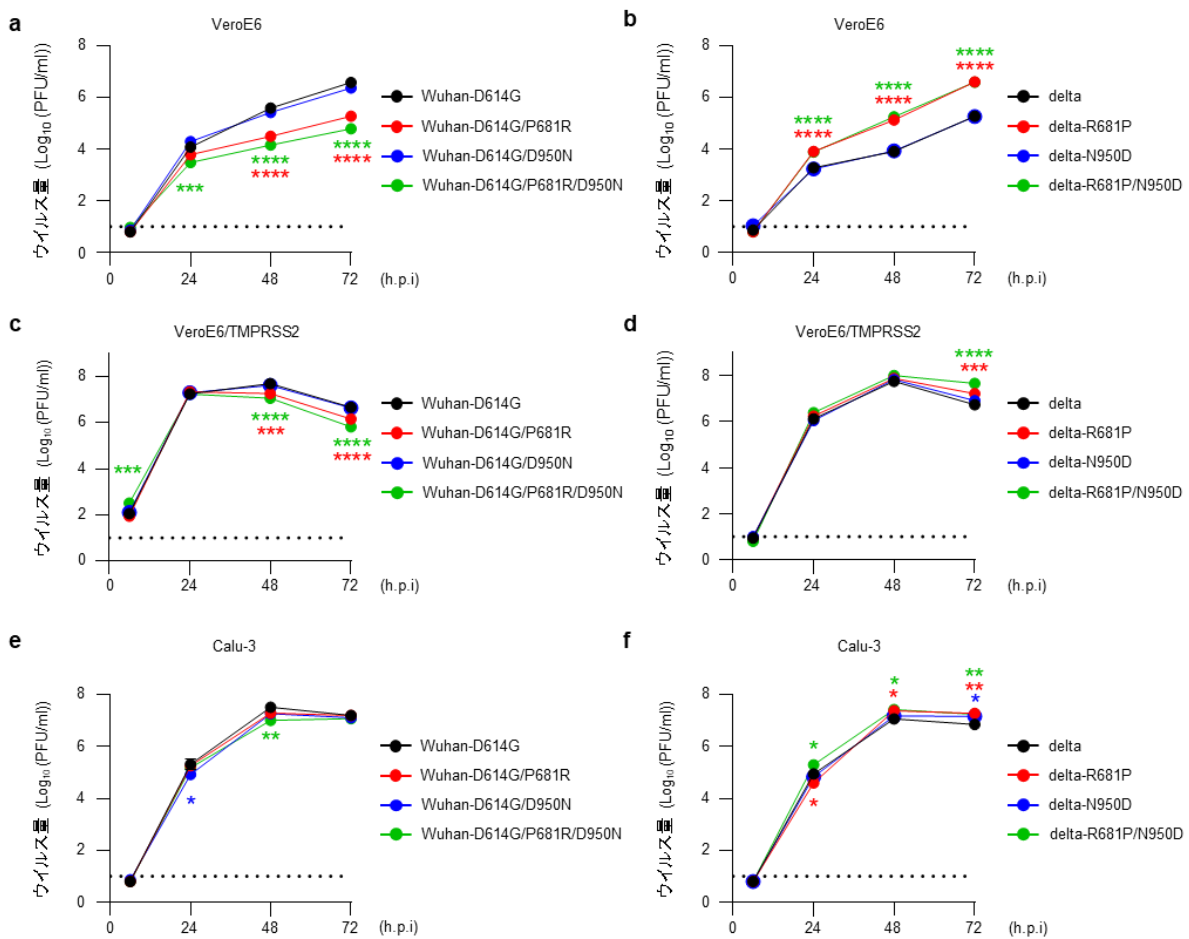 a
VeroE6
ウイルス量 (Log₁₀ (PFU/ml))
8
6
4
2
0
0 24 48 72 (h.p.i)
***
****
****
****
****
Wuhan-D614G
Wuhan-D614G/P681R
Wuhan-D614G/D950N
Wuhan-D614G/P681R/D950N
b
VeroE6
ウイルス量 (Log₁₀ (PFU/ml))
8
6
4
2
0
0 24 48 72 (h.p.i)
****
****
****
****
****
****
delta
delta-R681P
delta-N950D
delta-R681P/N950D
c
VeroE6/TMPRSS2
ウイルス量 (Log₁₀ (PFU/ml))
8
6
4
2
0
0 24 48 72 (h.p.i)
***
****
***
****
****
Wuhan-D614G
Wuhan-D614G/P681R
Wuhan-D614G/D950N
Wuhan-D614G/P681R/D950N
d
VeroE6/TMPRSS2
ウイルス量 (Log₁₀ (PFU/ml))
8
6
4
2
0
0 24 48 72 (h.p.i)
****
***
delta
delta-R681P
delta-N950D
delta-R681P/N950D
e
Calu-3
ウイルス量 (Log₁₀ (PFU/ml))
8
6
4
2
0
0 24 48 72 (h.p.i)
*
**
Wuhan-D614G
Wuhan-D614G/P681R
Wuhan-D614G/D950N
Wuhan-D614G/P681R/D950N
f
Calu-3
ウイルス量 (Log₁₀ (PFU/ml))
8
6
4
2
0
0 24 48 72 (h.p.i)
*
*
*
*
**
**
*
delta
delta-R681P
delta-N950D
delta-R681P/N950D